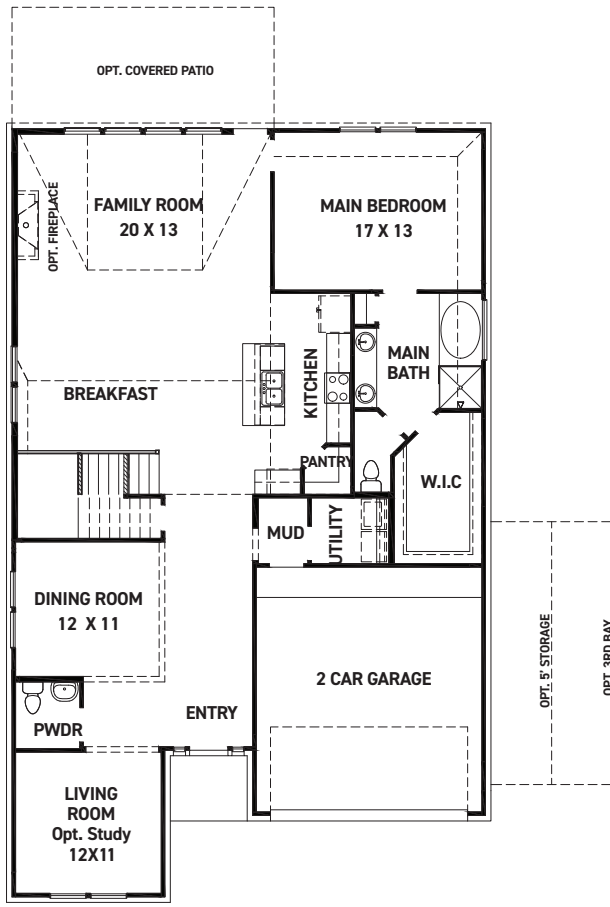 OPT. COVERED PATIO
FAMILY ROOM
20 X 13
OPT. FIREPLACE
MAIN BEDROOM
17 X 13
BREAKFAST
KITCHEN
MAIN
BATH
PANTRY
W.I.C
MUD
UTILITY
DINING ROOM
12 X 11
2 CAR GARAGE
OPT. 5' STORAGE
OPT. 3RD BAY
ENTRY
PWDR
LIVING
ROOM
Opt. Study
12X11